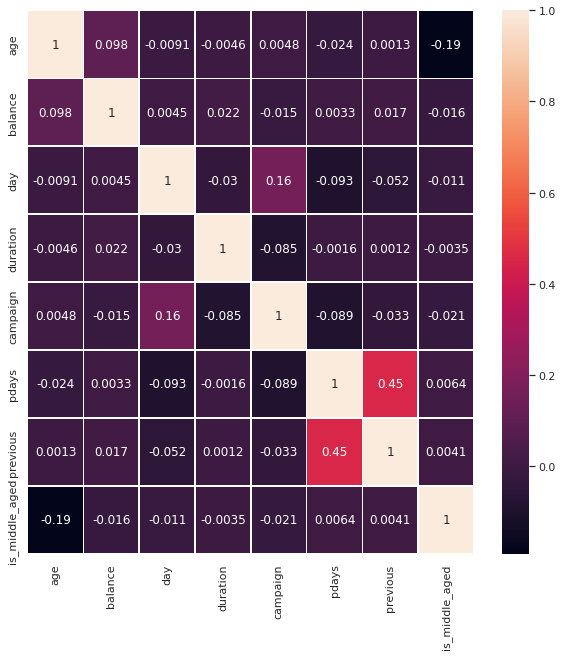 age 1 0.098 -0.0091 -0.0046 0.0048 -0.024 0.0013 -0.19
balance 0.098 1 0.0045 0.022 -0.015 0.0033 0.017 -0.016
day -0.0091 0.0045 1 -0.03 0.16 -0.093 -0.052 -0.011
duration -0.0046 0.022 -0.03 1 -0.085 -0.0016 0.0012 -0.0035
campaign 0.0048 -0.015 0.16 -0.085 1 -0.089 -0.033 -0.021
pdays -0.024 0.0033 -0.093 -0.0016 -0.089 1 0.45 0.0064
previous 0.0013 0.017 -0.052 0.0012 -0.033 0.45 1 0.0041
is_middle_aged -0.19 -0.016 -0.011 -0.0035 -0.021 0.0064 0.0041 1
age balance day duration campaign pdays previous is_middle_aged
1.0
0.8
0.6
0.4
0.2
0.0